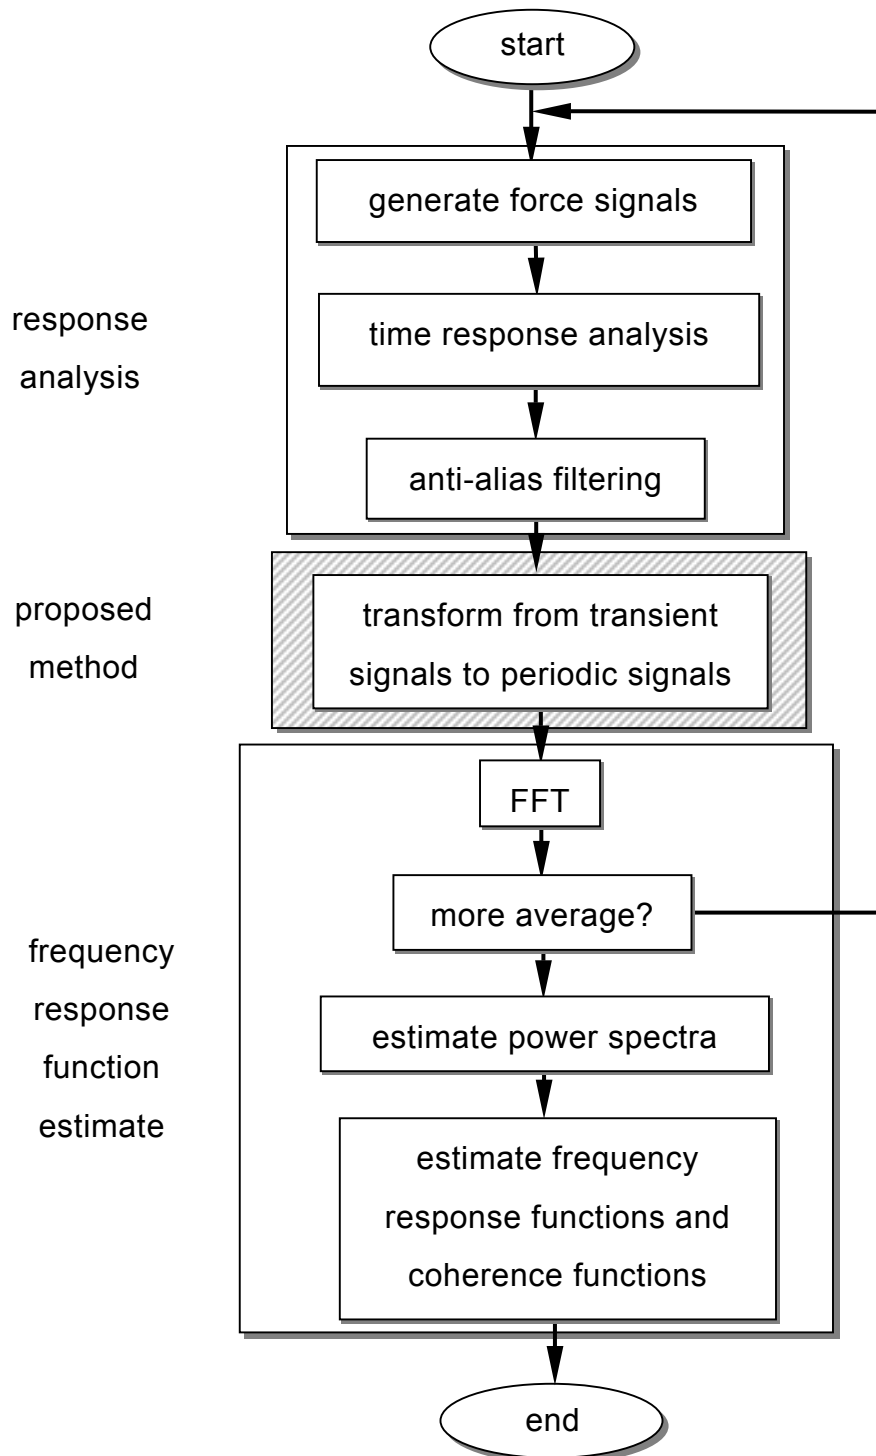 start
generate force signals
time response analysis
anti-alias filtering
response
analysis
transform from transient
signals to periodic signals
proposed
method
FFT
more average?
estimate power spectra
estimate frequency
response functions and
coherence functions
frequency
response
function
estimate
end